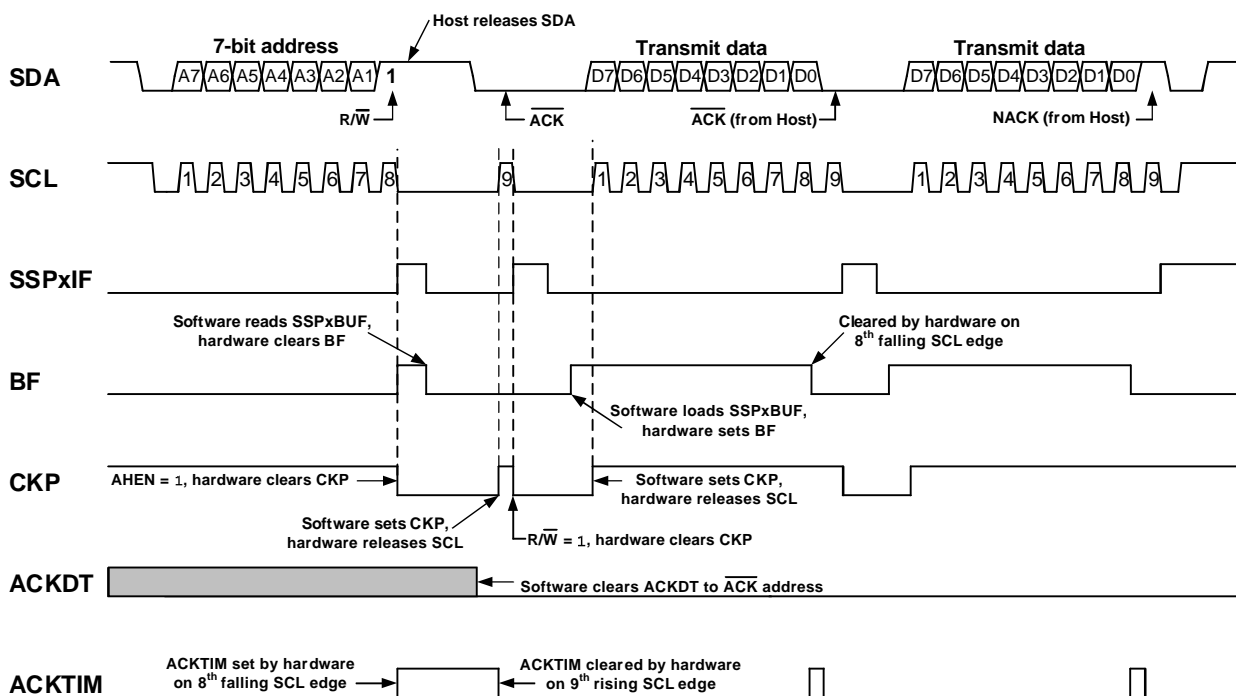 Host releases SDA
7-bit address
Transmit data
Transmit data
SDA
A7 A6 A5 A4 A3 A2 A1 1
D7 D6 D5 D4 D3 D2 D1 D0
D7 D6 D5 D4 D3 D2 D1 D0
R/W̅
A̅C̅K̅
A̅C̅K̅ (from Host)
NACK (from Host)
SCL
1 2 3 4 5 6 7 8 9
1 2 3 4 5 6 7 8 9
1 2 3 4 5 6 7 8 9
SSPxIF
Software reads SSPxBUF,
hardware clears BF
Cleared by hardware on
8th falling SCL edge
BF
Software loads SSPxBUF,
hardware sets BF
CKP
AHEN = 1, hardware clears CKP
Software sets CKP,
hardware releases SCL
Software sets CKP,
hardware releases SCL
R/W̅ = 1, hardware clears CKP
ACKDT
Software clears ACKDT to A̅C̅K̅ address
ACKTIM
ACKTIM set by hardware
on 8th falling SCL edge
ACKTIM cleared by hardware
on 9th rising SCL edge